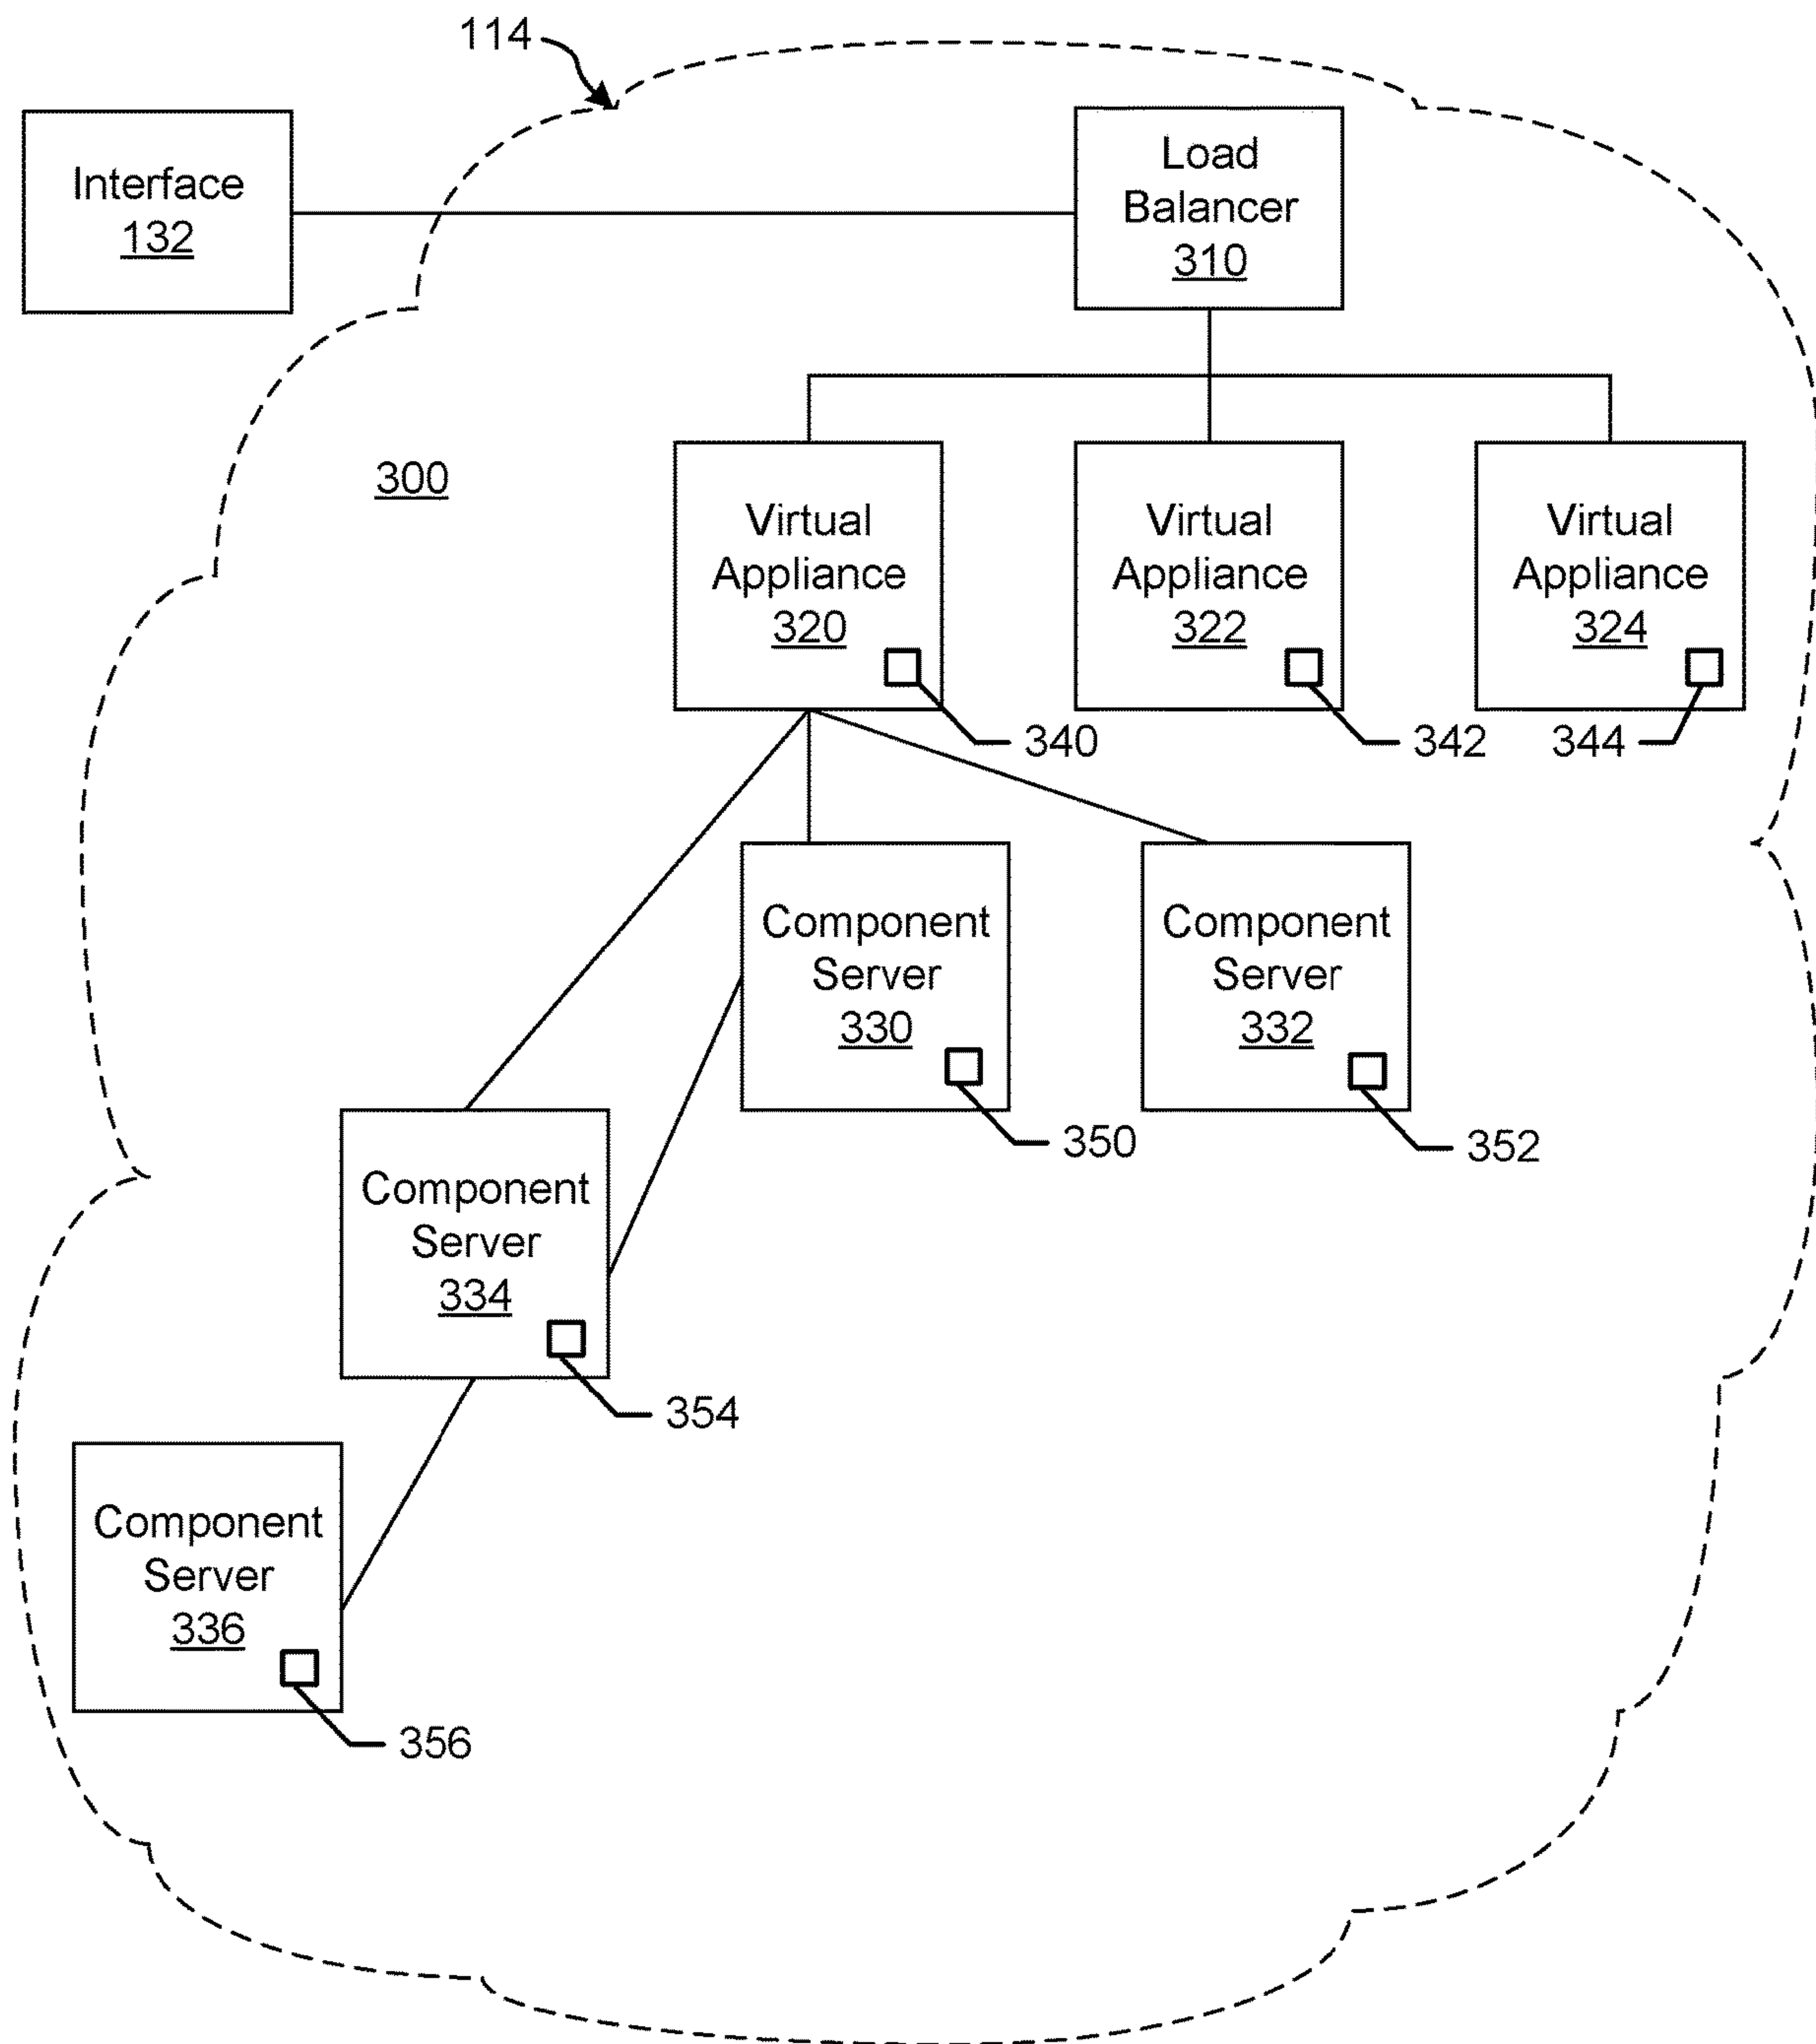 114
Interface
132
Load
Balancer
310
300
Virtual
Appliance
320
Virtual
Appliance
322
Virtual
Appliance
324
340
342
344
Component
Server
330
Component
Server
332
350
352
Component
Server
334
354
Component
Server
336
356